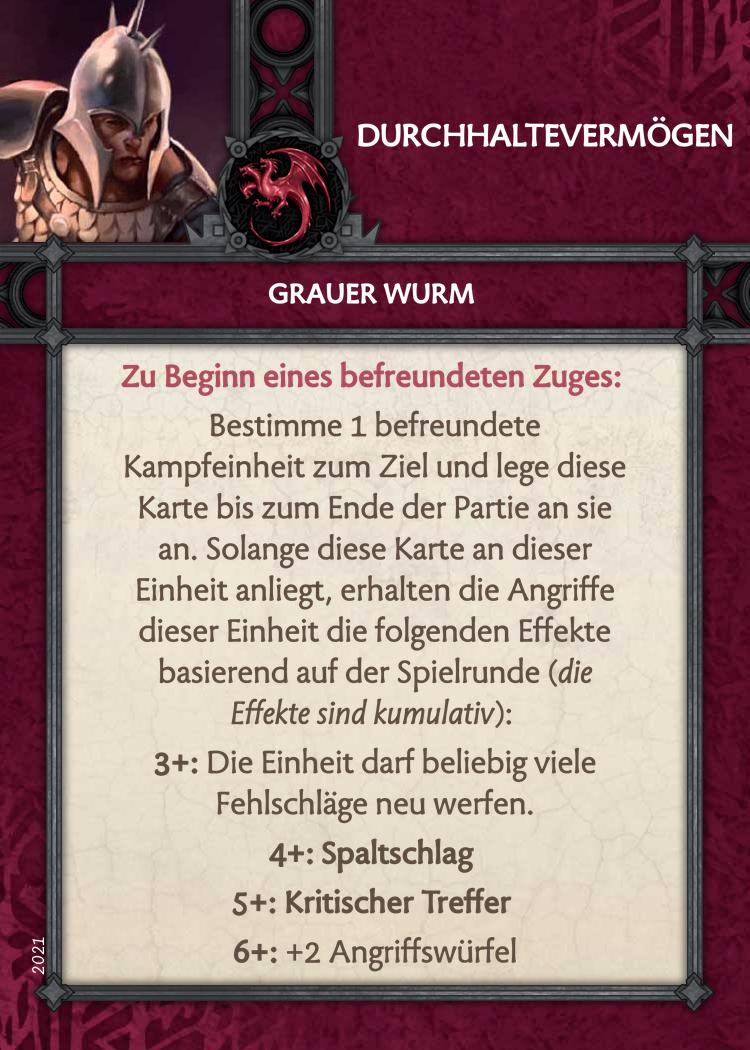 DURCHHALTEVERMÖGEN
GRAUER WURM
Zu Beginn eines befreundeten Zuges:
Bestimme 1 befreundete
Kampfeinheit zum Ziel und lege diese
Karte bis zum Ende der Partie an sie
an. Solange diese Karte an dieser
Einheit anliegt, erhalten die Angriffe
dieser Einheit die folgenden Effekte
basierend auf der Spielrunde (die
Effekte sind kumulativ):
3+: Die Einheit darf beliebig viele
Fehlschläge neu werfen.
4+: Spaltschlag
5+: Kritischer Treffer
6+: +2 Angriffswürfel
2021